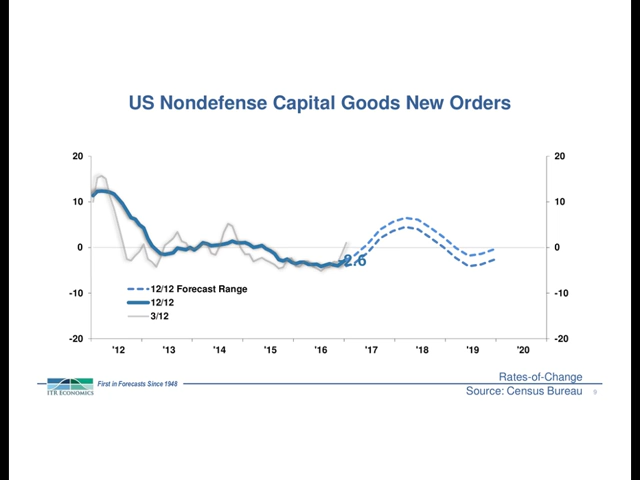 US Nondefense Capital Goods New Orders
20 20
10 10
0 0
-2.6
-10 -10
12/12 Forecast Range
12/12
3/12
-20 -20
'12 '13 '14 '15 '16 '17 '18 '19 '20
Rates-of-Change
First in Forecasts Since 1948
ITR ECONOMICS
Source: Census Bureau 9